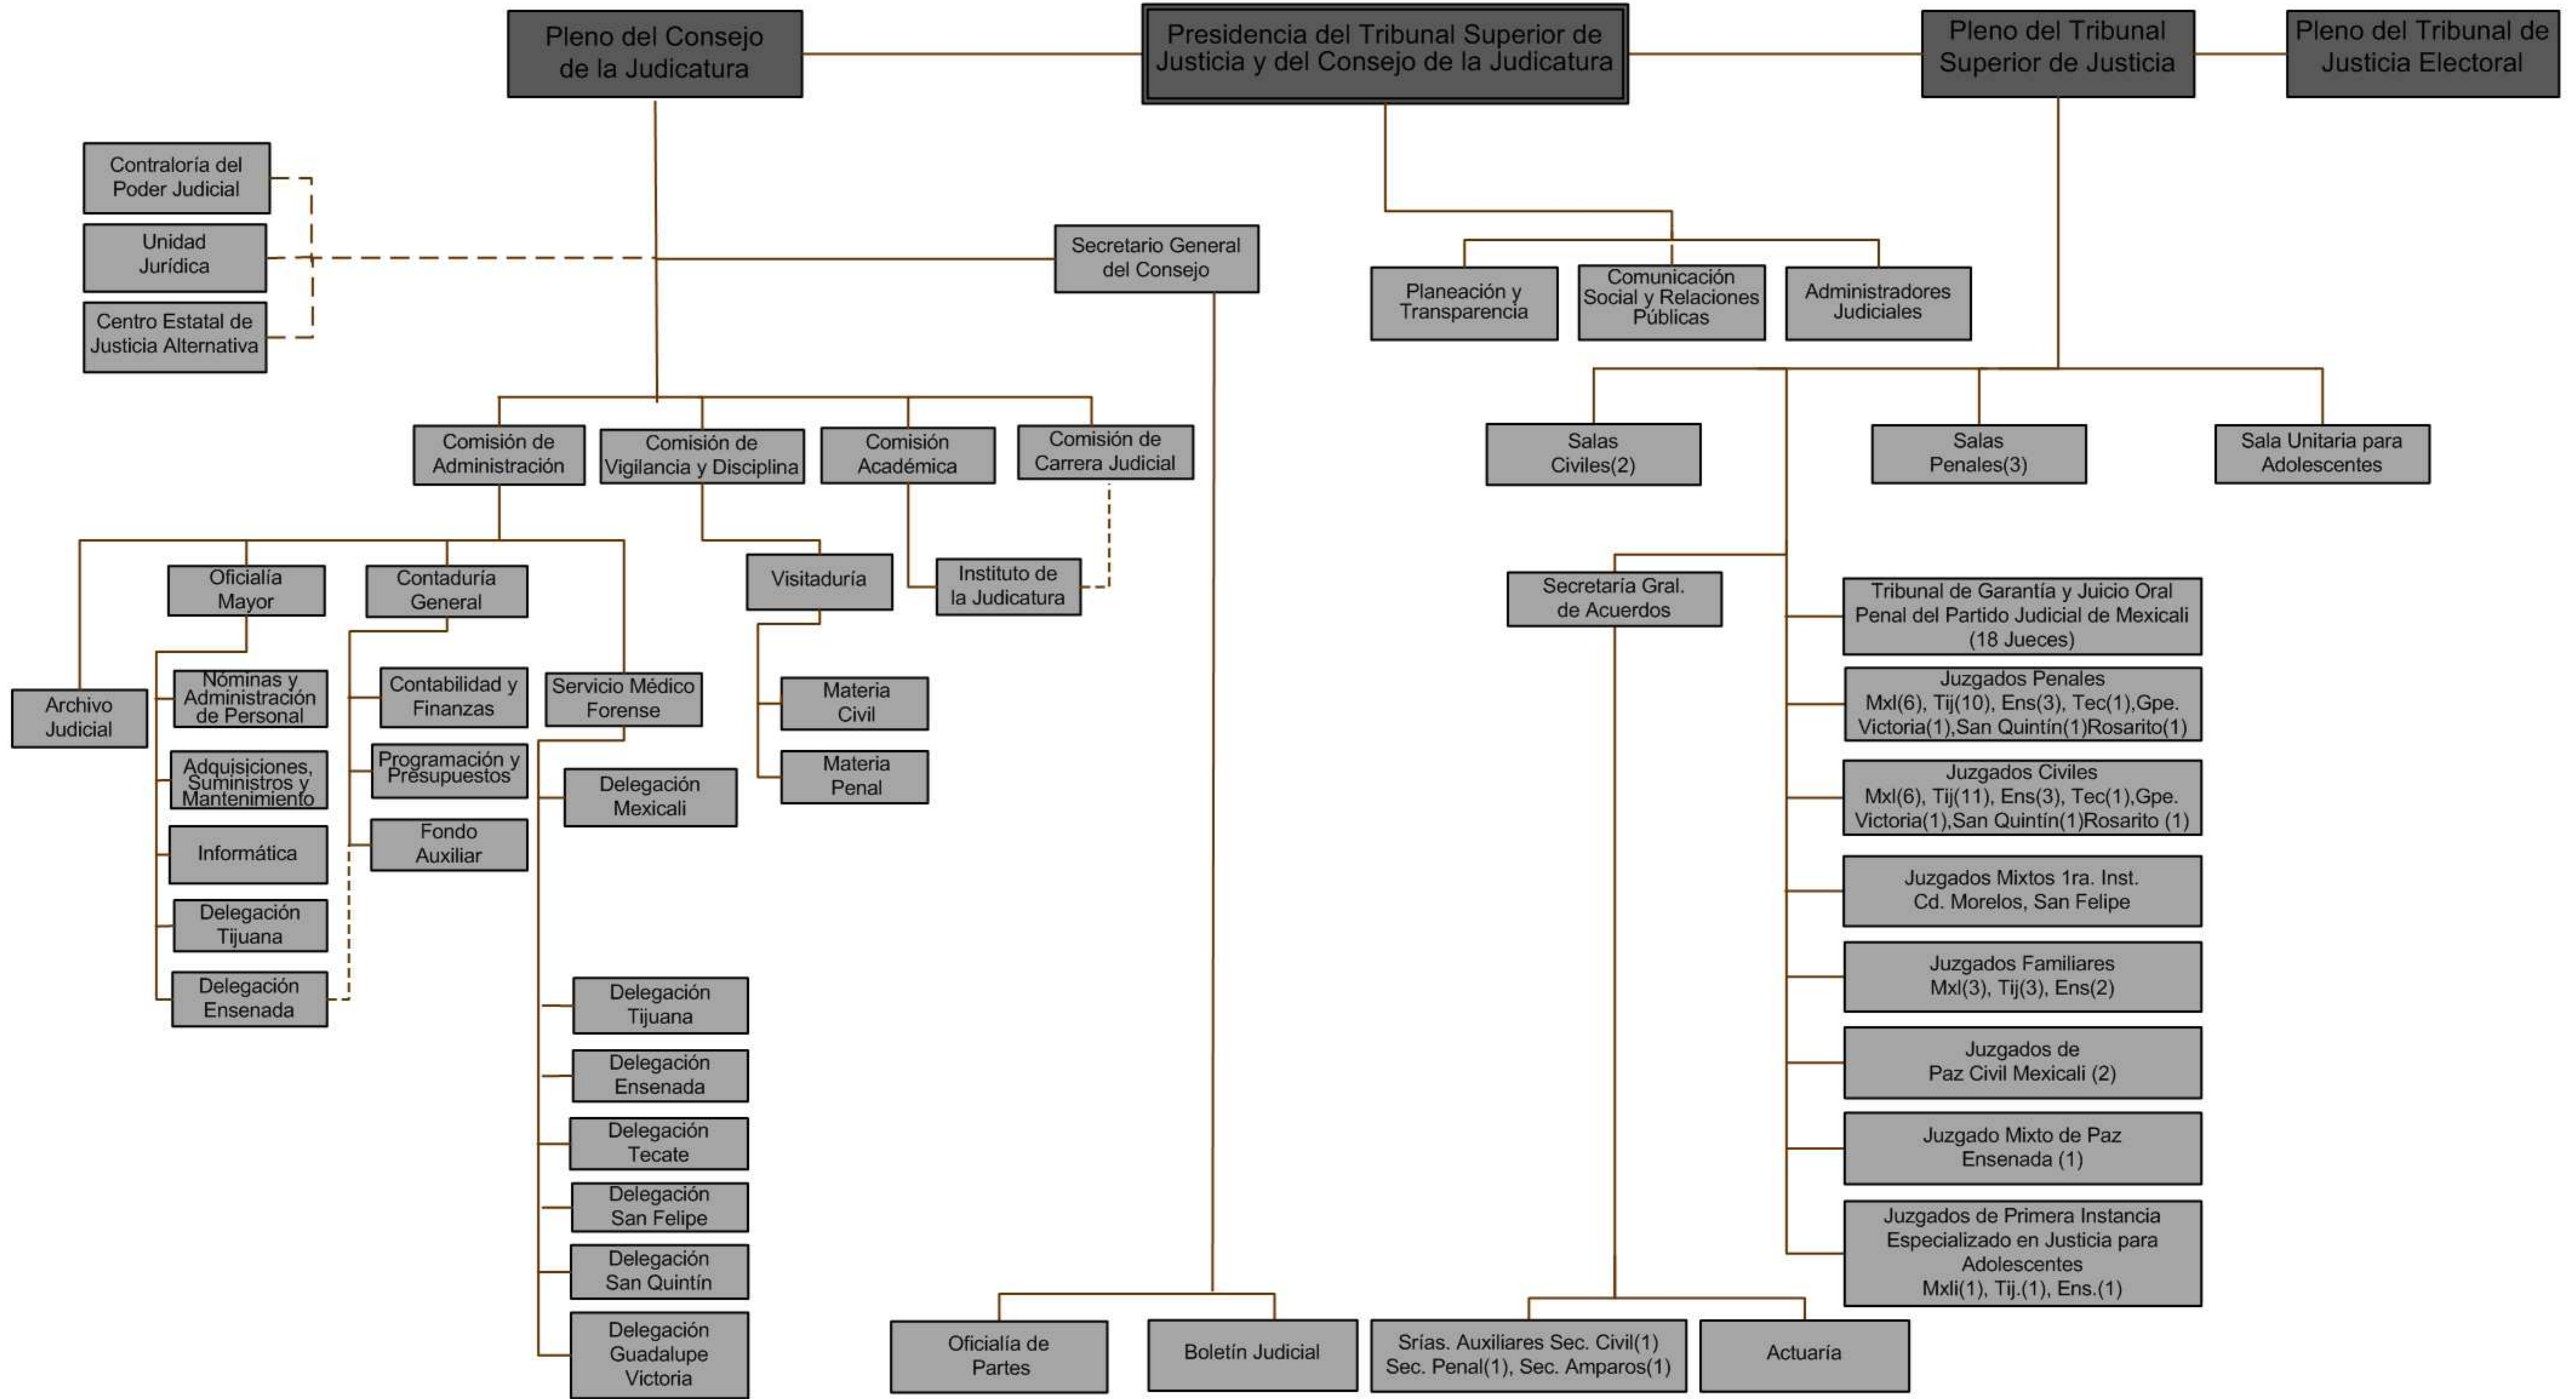 Pleno del Consejo
de la Judicatura
Presidencia del Tribunal Superior de
Justicia y del Consejo de la Judicatura
Pleno del Tribunal
Superior de Justicia
Pleno del Tribunal de
Justicia Electoral
Contraloría del
Poder Judicial
Unidad
Jurídica
Centro Estatal de
Justicia Alternativa
Secretario General
del Consejo
Planeación y
Transparencia
Comunicación
Social y Relaciones
Públicas
Administradores
Judiciales
Comisión de
Administración
Comisión de
Vigilancia y Disciplina
Comisión
Académica
Comisión de
Carrera Judicial
Salas
Civiles(2)
Salas
Penales(3)
Sala Unitaria para
Adolescentes
Oficialía
Mayor
Contaduría
General
Visitaduría
Instituto de
la Judicatura
Secretaría Gral.
de Acuerdos
Archivo
Judicial
Nóminas y
Administración
de Personal
Adquisiciones,
Suministros y
Mantenimiento
Informática
Delegación
Tijuana
Delegación
Ensenada
Contabilidad y
Finanzas
Programación y
Presupuestos
Fondo
Auxiliar
Servicio Médico
Forense
Delegación
Mexicali
Delegación
Tijuana
Delegación
Ensenada
Delegación
Tecate
Delegación
San Felipe
Delegación
San Quintín
Delegación
Guadalupe
Victoria
Materia
Civil
Materia
Penal
Oficialía de
Partes
Boletín Judicial
Srías. Auxiliares Sec. Civil(1)
Sec. Penal(1), Sec. Amparos(1)
Actuaría
Tribunal de Garantía y Juicio Oral
Penal del Partido Judicial de Mexicali
(18 Jueces)
Juzgados Penales
Mxl(6), Tij(10), Ens(3), Tec(1),Gpe.
Victoria(1),San Quintín(1)Rosarito(1)
Juzgados Civiles
Mxl(6), Tij(11), Ens(3), Tec(1),Gpe.
Victoria(1),San Quintín(1)Rosarito (1)
Juzgados Mixtos 1ra. Inst.
Cd. Morelos, San Felipe
Juzgados Familiares
Mxl(3), Tij(3), Ens(2)
Juzgados de
Paz Civil Mexicali (2)
Juzgado Mixto de Paz
Ensenada (1)
Juzgados de Primera Instancia
Especializado en Justicia para
Adolescentes
Mxli(1), Tij.(1), Ens.(1)